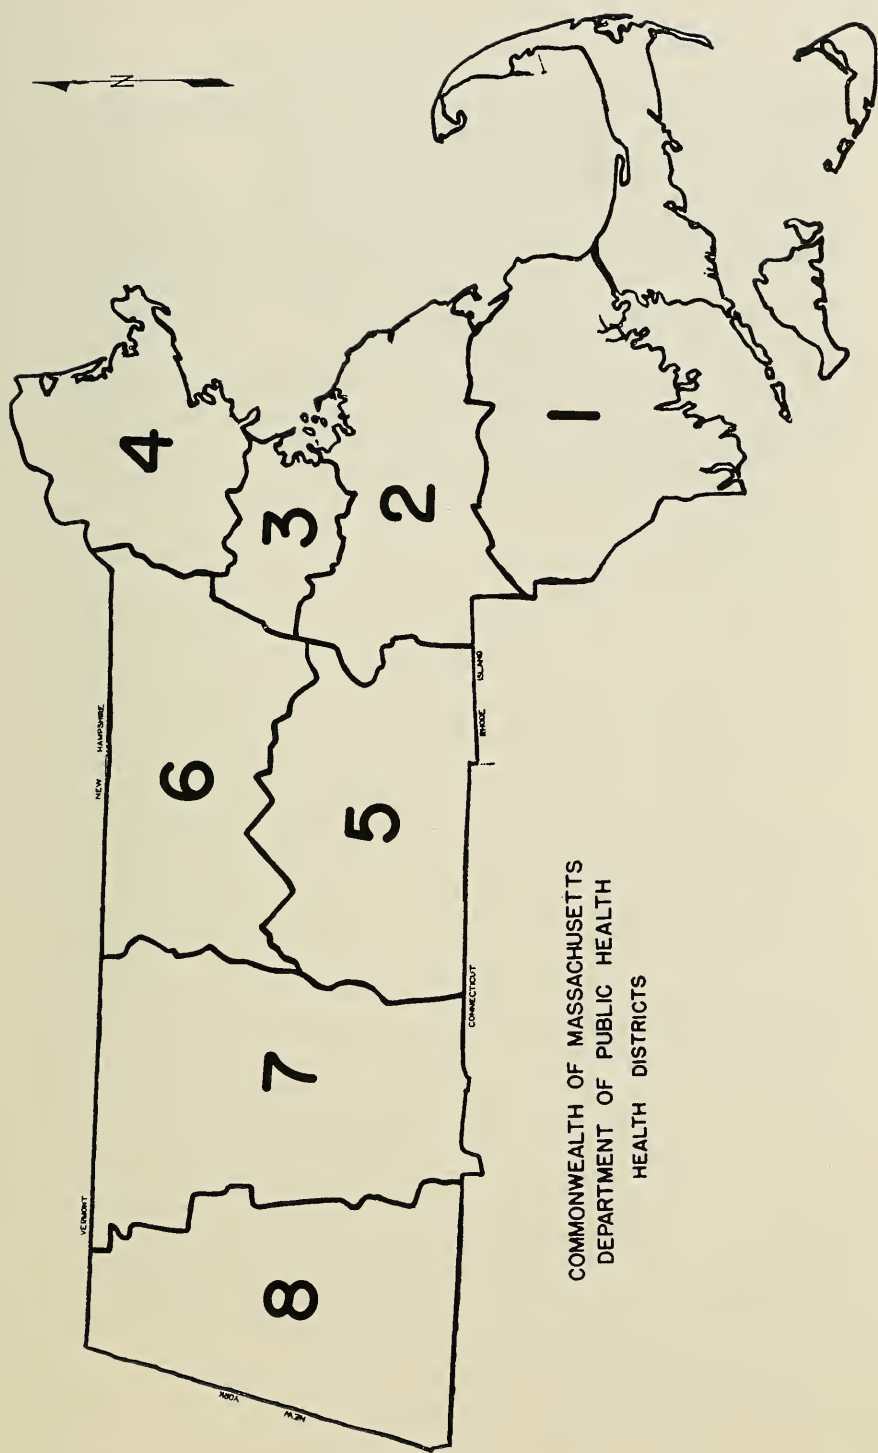 N
VERMONT
NEW HAMPSHIRE
NEW YORK
CONNECTICUT
RHODE ISLAND
8
7
6
5
4
3
2
1
COMMONWEALTH OF MASSACHUSETTS
DEPARTMENT OF PUBLIC HEALTH
HEALTH DISTRICTS